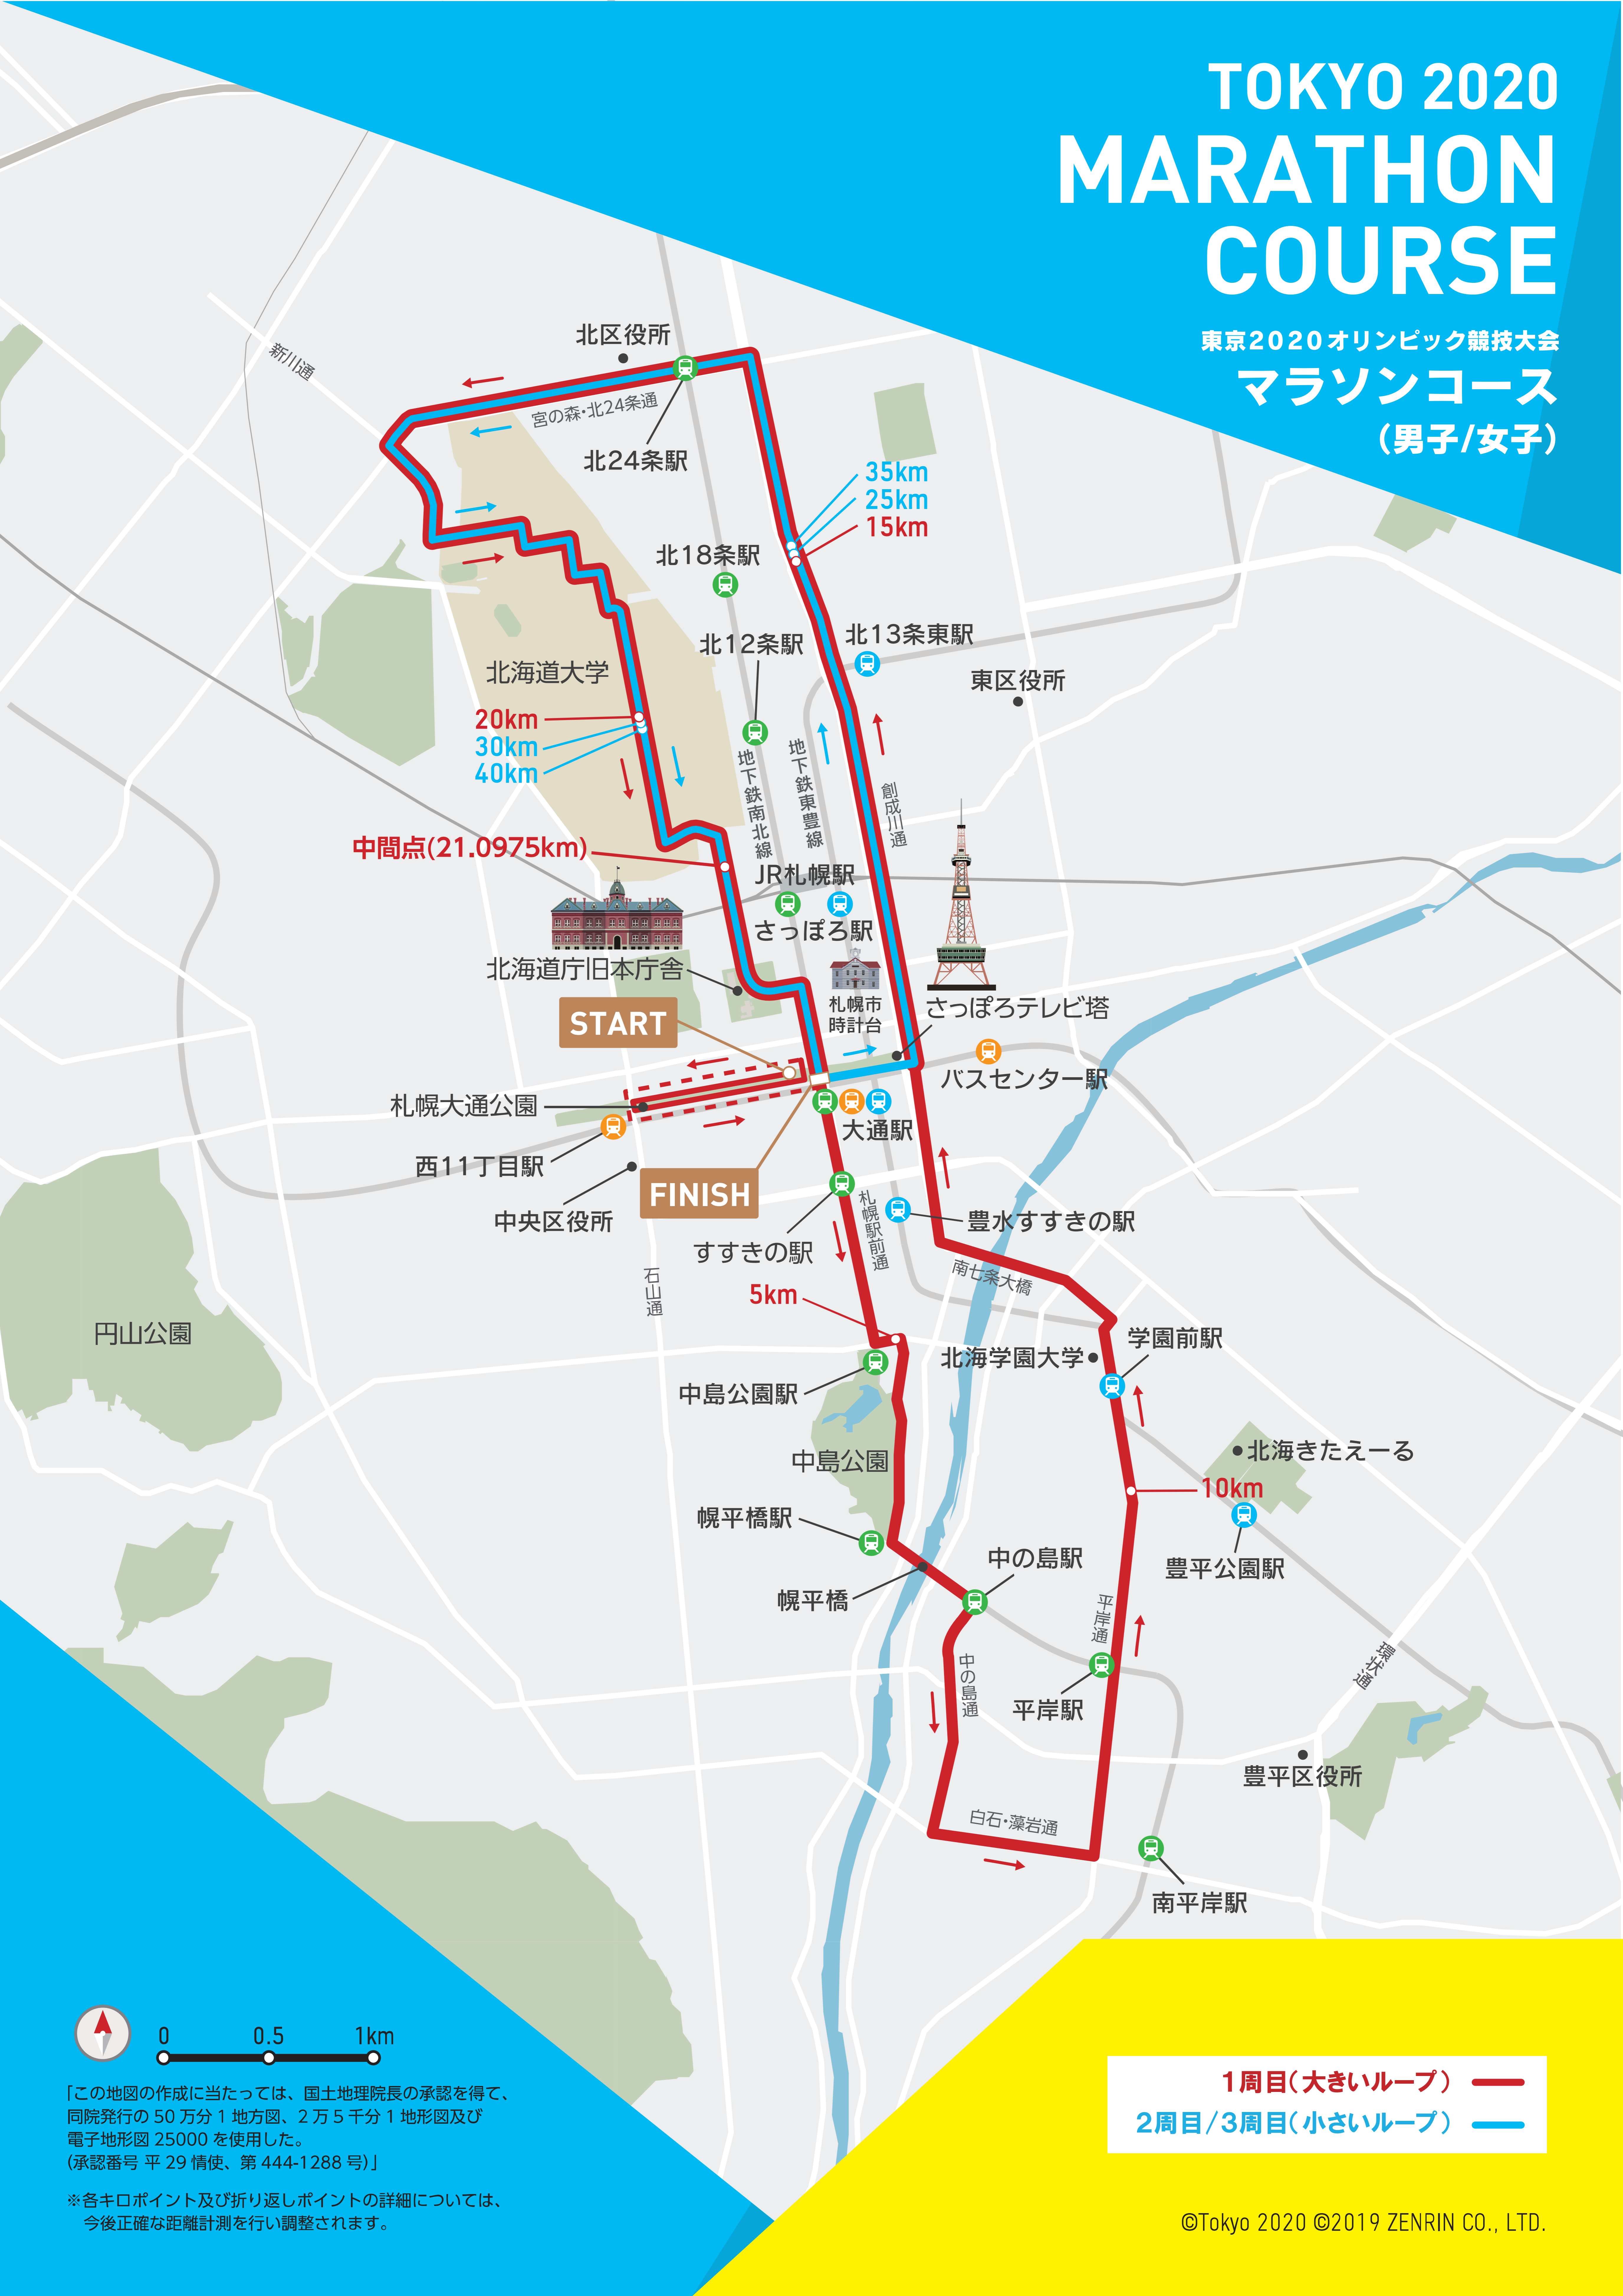 TOKYO 2020
MARATHON
COURSE
東京2020オリンピック競技大会
マラソンコース
(男子/女子)
北区役所
新川通
宮の森・北24条通
北24条駅
35km
25km
15km
北18条駅
北12条駅
北13条東駅
東区役所
北海道大学
20km
30km
40km
地下鉄南北線
地下鉄東豊線
創成川通
中間点(21.0975km)
JR札幌駅
さっぽろ駅
北海道庁旧本庁舎
札幌市
時計台
さっぽろテレビ塔
START
バスセンター駅
札幌大通公園
大通駅
西11丁目駅
FINISH
中央区役所
札幌駅前通
豊水すすきの駅
すすきの駅
石山通
南七条大橋
5km
円山公園
学園前駅
北海学園大学
中島公園駅
北海きたえーる
中島公園
10km
幌平橋駅
中の島駅
豊平公園駅
幌平橋
平岸通
環状通
中の島通
平岸駅
豊平区役所
白石・藻岩通
南平岸駅
0 0.5 1km
「この地図の作成に当たっては、国土地理院長の承認を得て、
同院発行の 50 万分 1 地方図、2 万 5 千分 1 地形図及び
電子地形図 25000 を使用した。
(承認番号 平 29 情使、第 444-1288 号)」
※各キロポイント及び折り返しポイントの詳細については、
今後正確な距離計測を行い調整されます。
1周目(大きいループ)
2周目/3周目(小さいループ)
©Tokyo 2020 ©2019 ZENRIN CO., LTD.